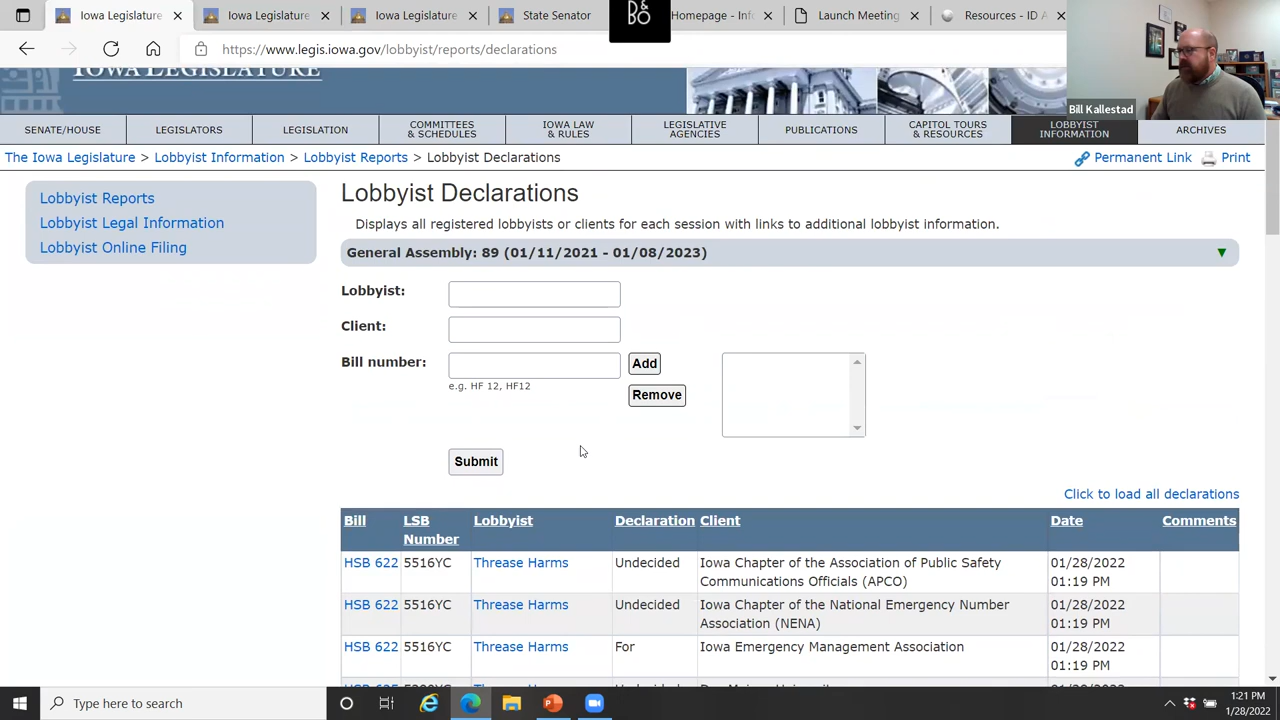 Iowa Legislature
Iowa Legislature
Iowa Legislature
State Senator
Homepage - Info
Launch Meeting
Resources - ID A
B&O
https://www.legis.iowa.gov/lobbyist/reports/declarations
IOWA LEGISLATURE
Bill Kallestad
SENATE/HOUSE
LEGISLATORS
LEGISLATION
COMMITTEES
& SCHEDULES
IOWA LAW
& RULES
LEGISLATIVE
AGENCIES
PUBLICATIONS
CAPITOL TOURS
& RESOURCES
LOBBYIST
INFORMATION
ARCHIVES
The Iowa Legislature > Lobbyist Information > Lobbyist Reports > Lobbyist Declarations
Permanent Link
Print
Lobbyist Reports
Lobbyist Legal Information
Lobbyist Online Filing
Lobbyist Declarations
Displays all registered lobbyists or clients for each session with links to additional lobbyist information.
General Assembly: 89 (01/11/2021 - 01/08/2023)
Lobbyist:
Client:
Bill number:
Add
e.g. HF 12, HF12
Remove
Submit
Click to load all declarations
Bill LSB Number Lobbyist Declaration Client Date Comments
HSB 622 5516YC Threase Harms Undecided Iowa Chapter of the Association of Public Safety 01/28/2022
Communications Officials (APCO) 01:19 PM
HSB 622 5516YC Threase Harms Undecided Iowa Chapter of the National Emergency Number 01/28/2022
Association (NENA) 01:19 PM
HSB 622 5516YC Threase Harms For Iowa Emergency Management Association 01/28/2022
01:19 PM
Type here to search
1:21 PM
1/28/2022